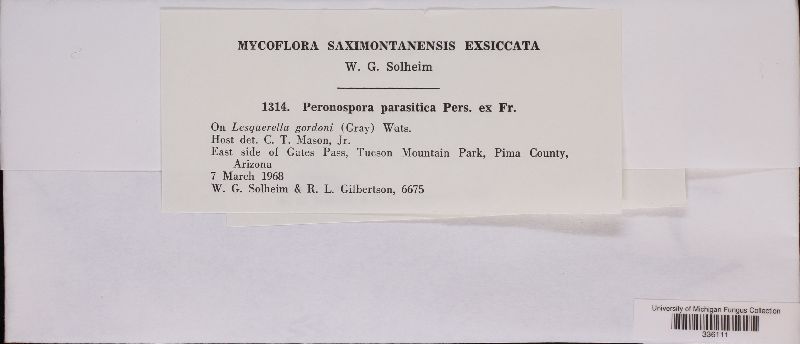 MYCOFLORA SAXIMONTANENSIS EXSICCATA
W. G. Solheim
1314. Peronospora parasitica Pers. ex Fr.
On Lesquerella gordoni (Gray) Wats.
Host det. C. T. Mason, Jr.
East side of Gates Pass, Tucson Mountain Park, Pima County,
Arizona
7 March 1968
W. G. Solheim & R. L. Gilbertson, 6675
University of Michigan Fungus Collection
336111